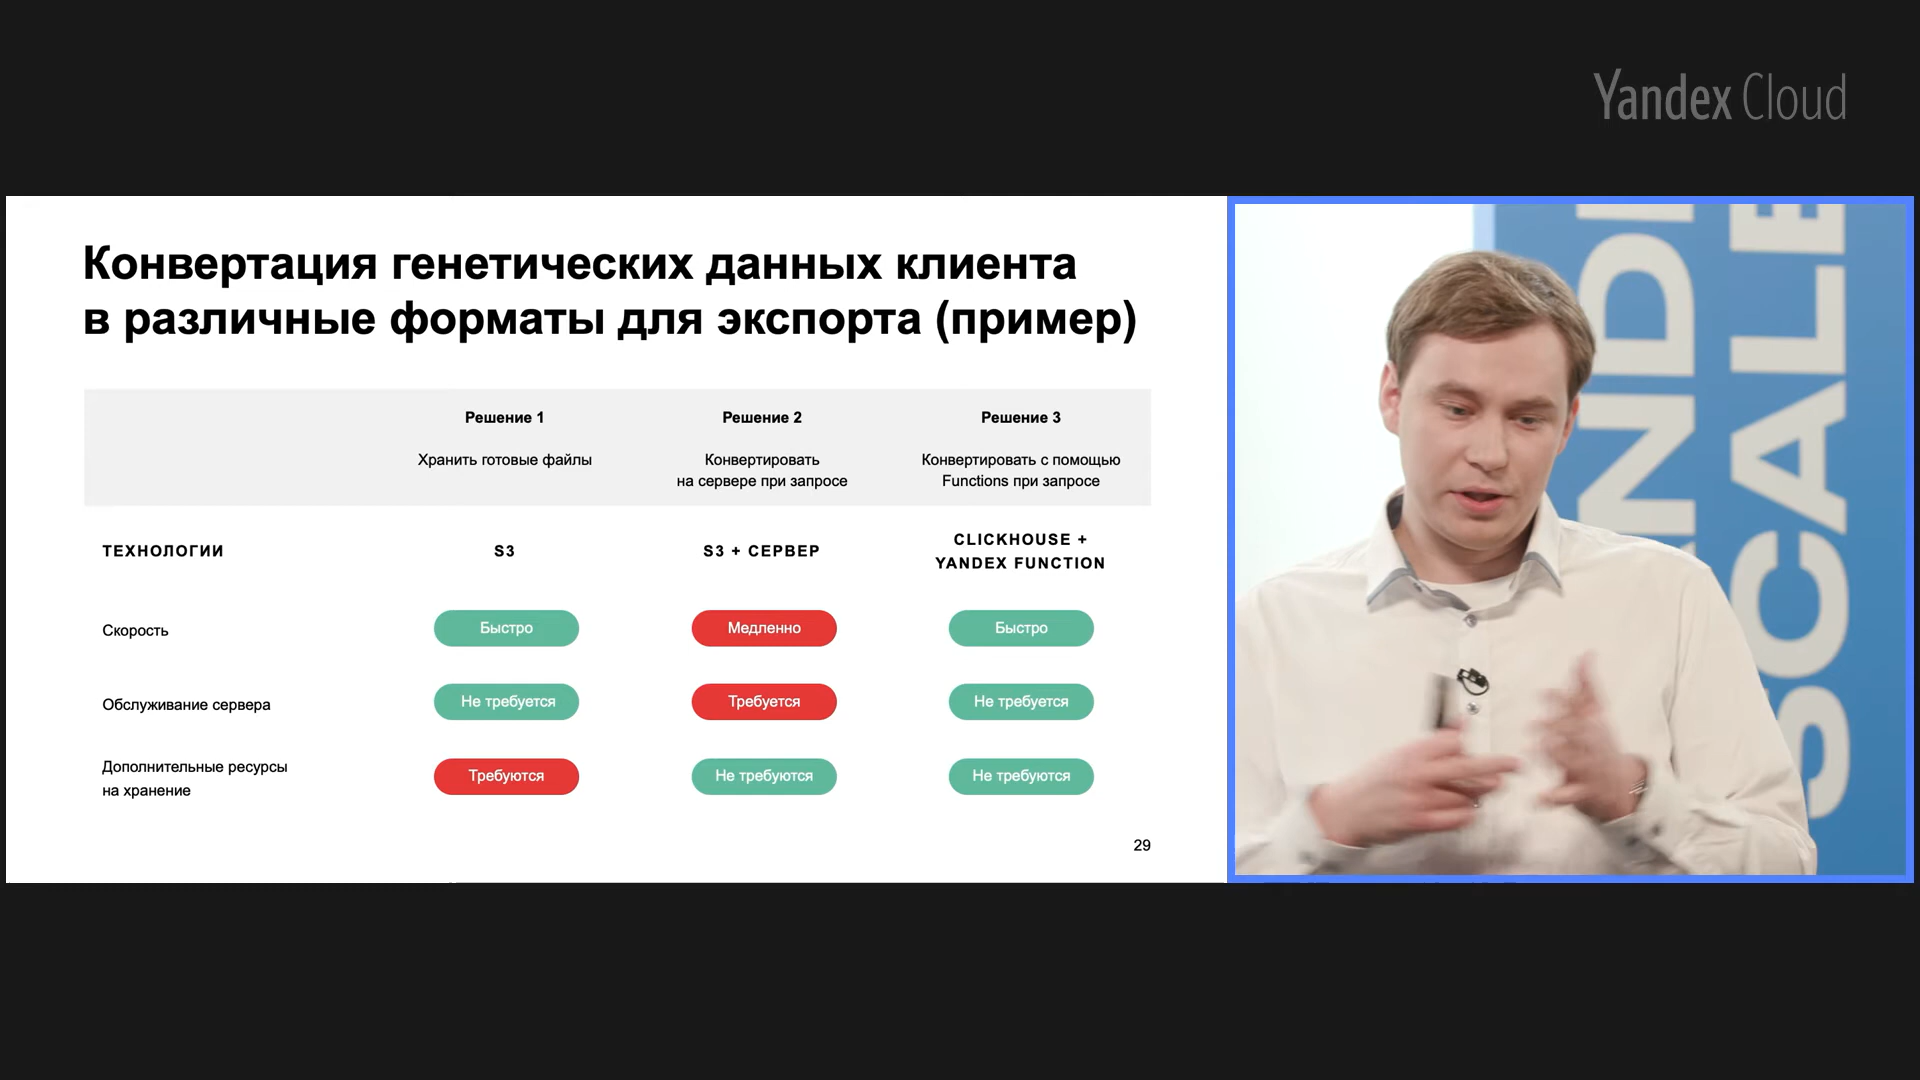 Yandex Cloud
Конвертация генетических данных клиента
в различные форматы для экспорта (пример)
Решение 1
Решение 2
Решение 3
Хранить готовые файлы
Конвертировать
на сервере при запросе
Конвертировать с помощью
Functions при запросе
ТЕХНОЛОГИИ
S3
S3 + СЕРВЕР
CLICKHOUSE +
YANDEX FUNCTION
Скорость
Быстро
Медленно
Быстро
Обслуживание сервера
Не требуется
Требуется
Не требуется
Дополнительные ресурсы
на хранение
Требуются
Не требуются
Не требуются
29
SCALE